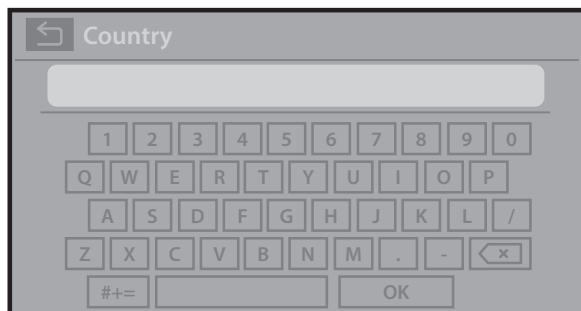 Country
1 2 3 4 5 6 7 8 9 0
Q W E R T Y U I O P
A S D F G H J K L /
Z X C V B N M . -
#+= OK